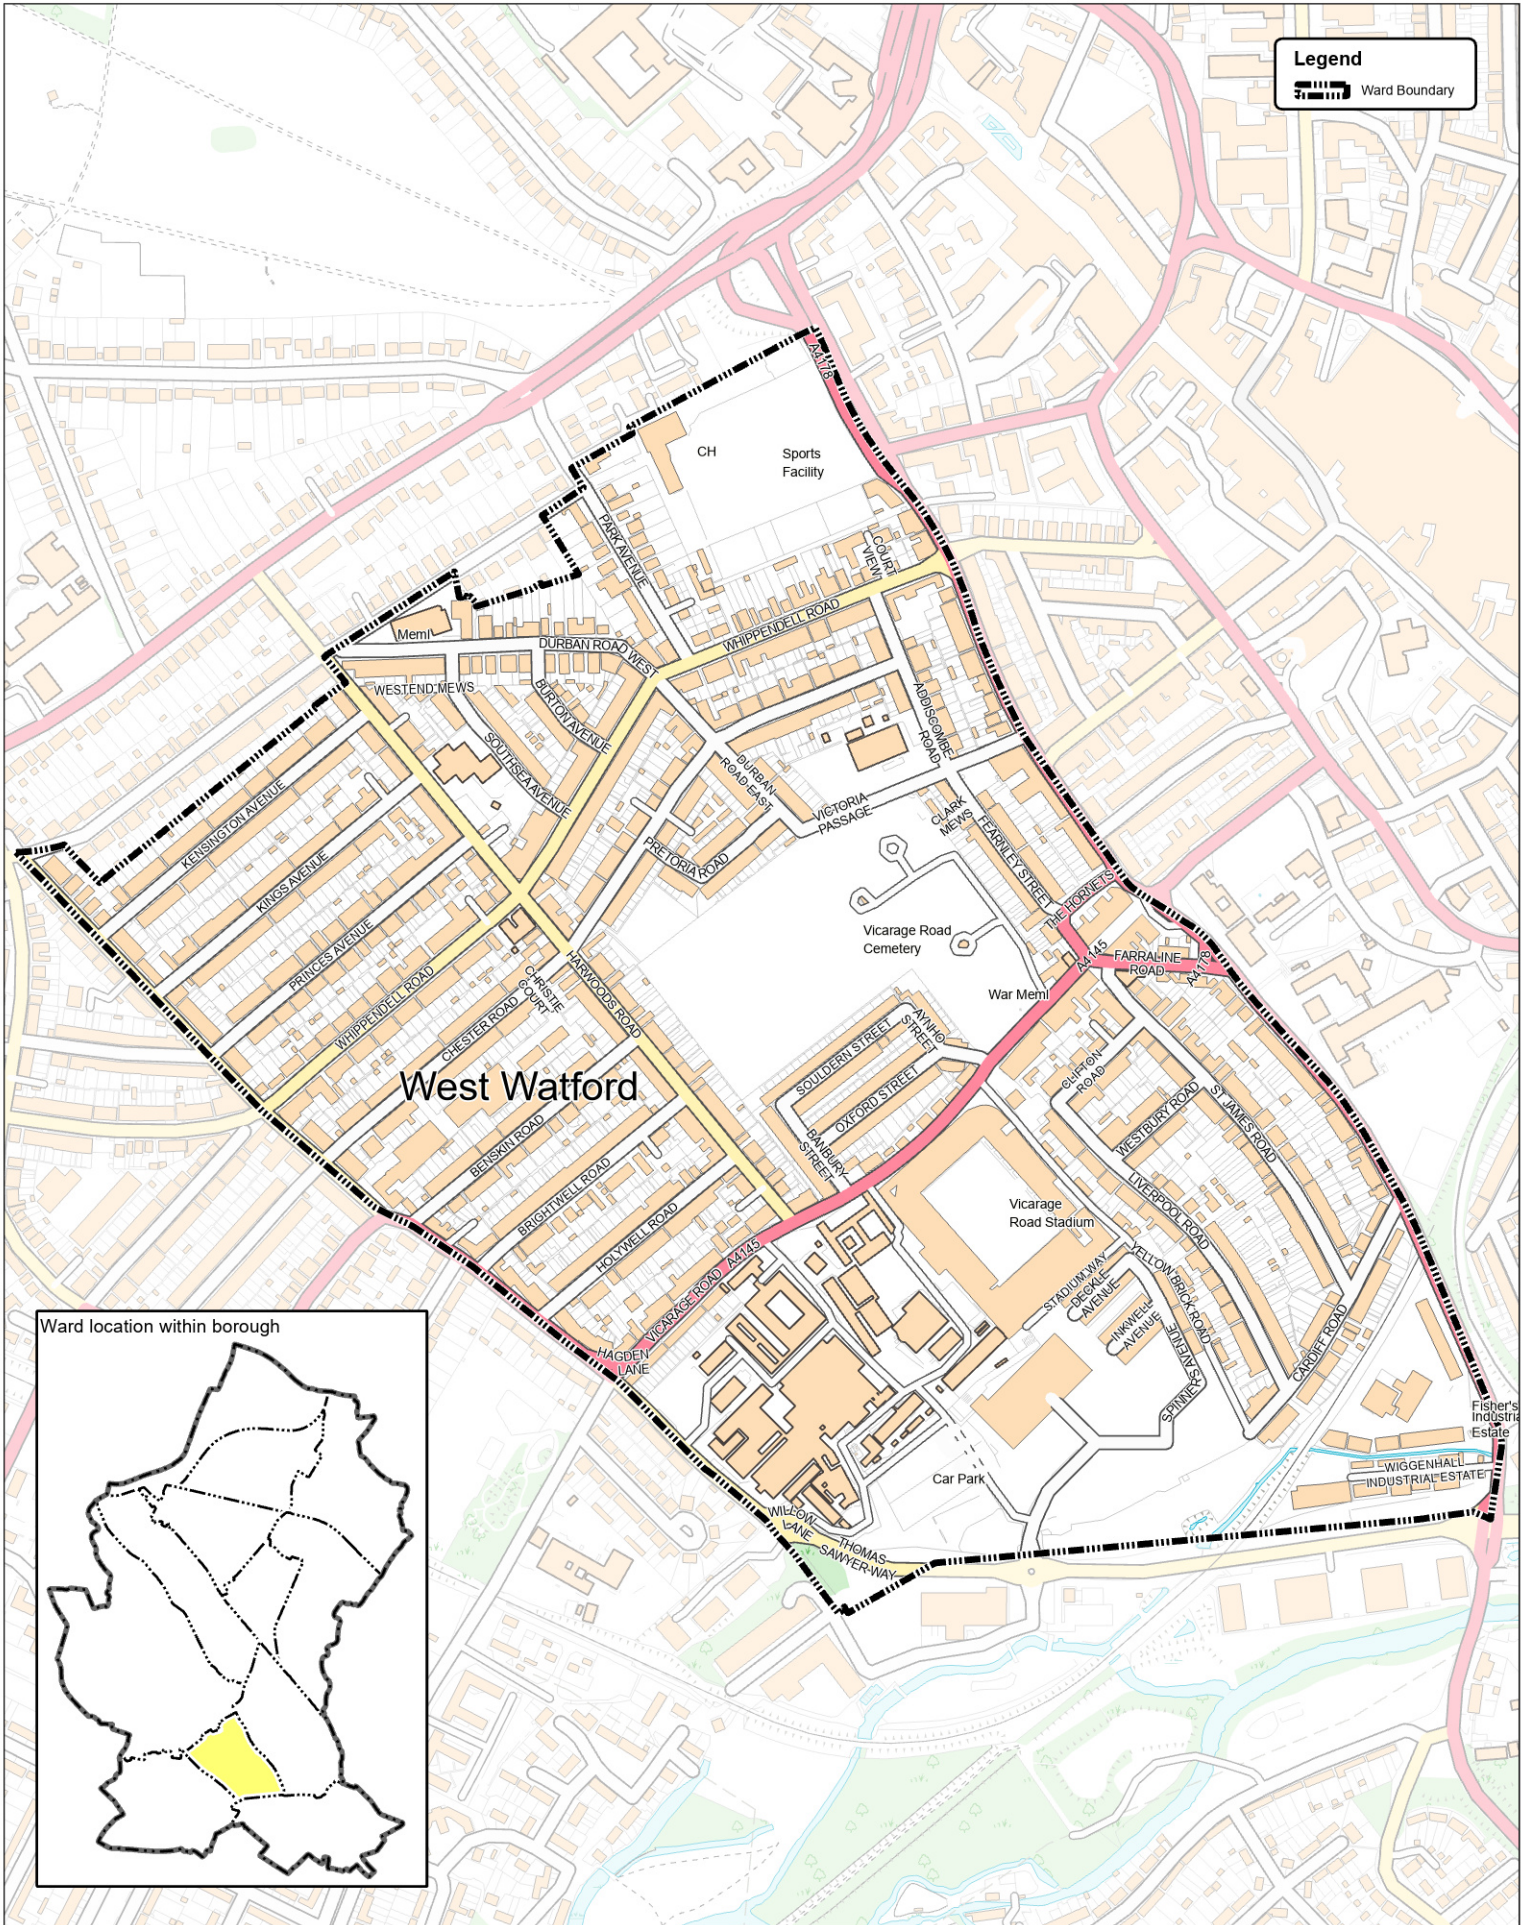 Legend
Ward Boundary
A4178
CH
Sports
Facility
PARK AVENUE
COURT
VIEW
WHIPPENDELL ROAD
Meml
DURBAN ROAD WEST
WESTEND MEWS
BURTON AVENUE
SOUTHSEA AVENUE
ADDISCOMBE
ROAD
DURBAN
ROAD EAST
VICTORIA
PASSAGE
CLARK
MEWS
FEARNLEY STREET
KENSINGTON AVENUE
KINGS AVENUE
PRETORIA ROAD
THE HORNETS
PRINCES AVENUE
Vicarage Road
Cemetery
A4145
FARRALINE
ROAD
A4178
WHIPPENDELL ROAD
CHRISTIE
COURT
HARWOODS ROAD
War Meml
CHESTER ROAD
AYNHO
STREET
SOULDERN STREET
OXFORD STREET
CLIFTON
ROAD
West Watford
WESTBURY ROAD
ST JAMES ROAD
BENSKIN ROAD
BANBURY
STREET
BRIGHTWELL ROAD
LIVERPOOL ROAD
HOLYWELL ROAD
Vicarage
Road Stadium
A4145
VICARAGE ROAD
YELLOW BRICK ROAD
STADIUM WAY
DECKLE
AVENUE
INKWELL
AVENUE
HAGDEN
LANE
CARDIFF ROAD
SPINNERS AVENUE
Fisher's
Industria
Estate
WIGGENHALL
INDUSTRIAL ESTATE
Car Park
WILLOW
LANE
THOMAS
SAWYER WAY
Ward location within borough